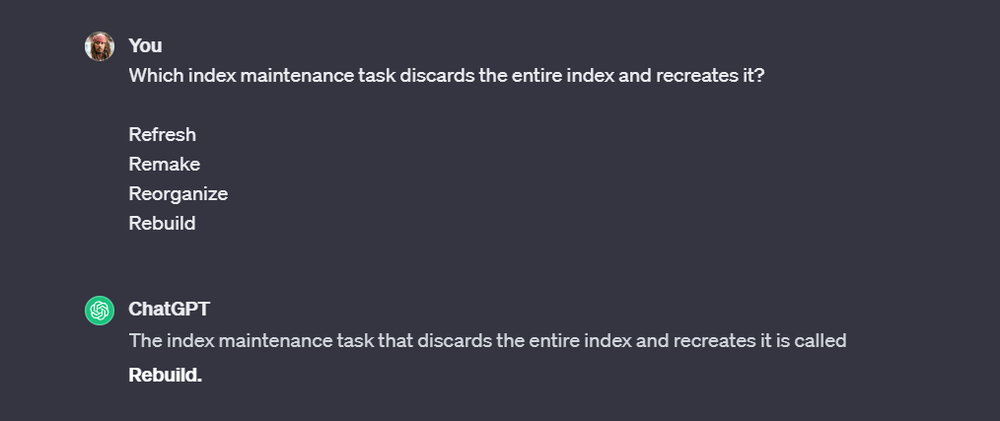 You
Which index maintenance task discards the entire index and recreates it?
Refresh
Remake
Reorganize
Rebuild
ChatGPT
The index maintenance task that discards the entire index and recreates it is called
Rebuild.